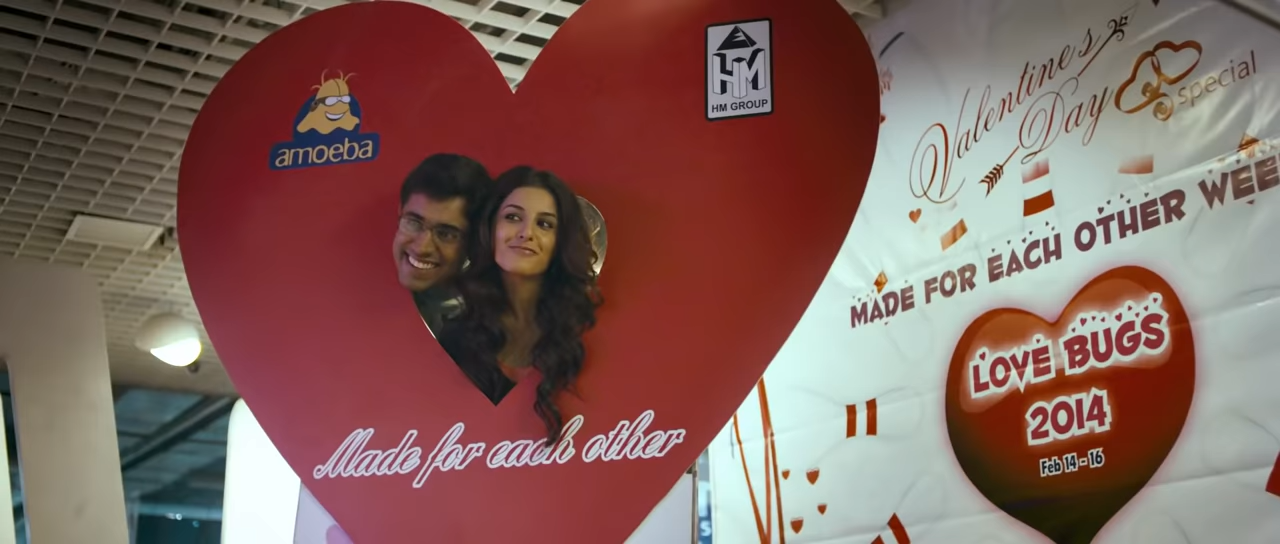 amoeba
HM
HM GROUP
Made for each other
Valentine's
Day special
MADE FOR EACH OTHER WEE
LOVE BUGS
2014
Feb 14 - 16